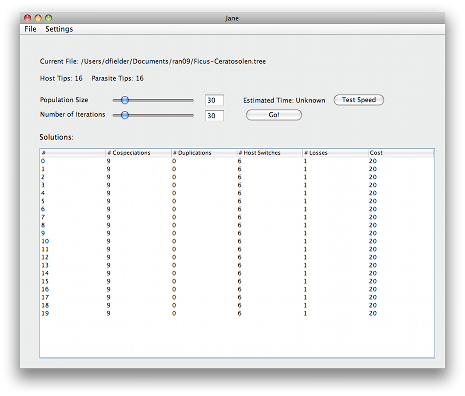 Jane
File Settings
Current File: /Users/dfielder/Documents/ran09/Ficus-Ceratosolen.tree
Host Tips: 16 Parasite Tips: 16
Population Size 30 Estimated Time: Unknown Test Speed
Number of Iterations 30 Go!
Solutions:
# # Cospeciations # Duplications # Host Switches # Losses Cost
0 9 0 6 1 20
1 9 0 6 1 20
2 9 0 6 1 20
3 9 0 6 1 20
4 9 0 6 1 20
5 9 0 6 1 20
6 9 0 6 1 20
7 9 0 6 1 20
8 9 0 6 1 20
9 9 0 6 1 20
10 9 0 6 1 20
11 9 0 6 1 20
12 9 0 6 1 20
13 9 0 6 1 20
14 9 0 6 1 20
15 9 0 6 1 20
16 9 0 6 1 20
17 9 0 6 1 20
18 9 0 6 1 20
19 9 0 6 1 20